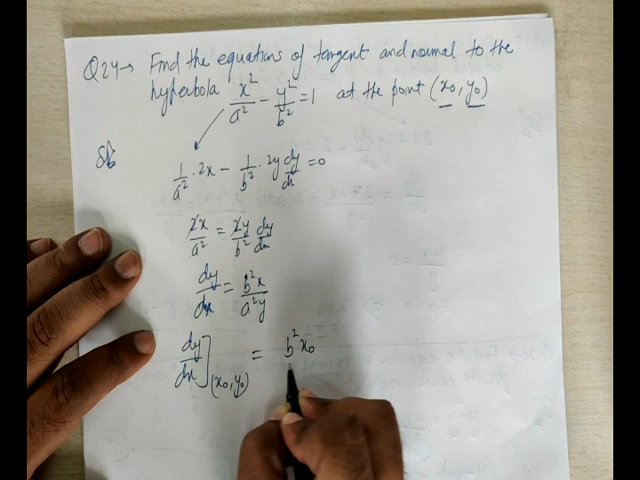 Q24→ Find the equations of tangent and normal to the
hyperbola x²/a² - y²/b² = 1 at the point (x₀, y₀)
1/a² · 2x - 1/b² · 2y dy/dx = 0
2x/a² = 2y/b² dy/dx
dy/dx = b²x/a²y
dy/dx](x₀, y₀) = b²x₀